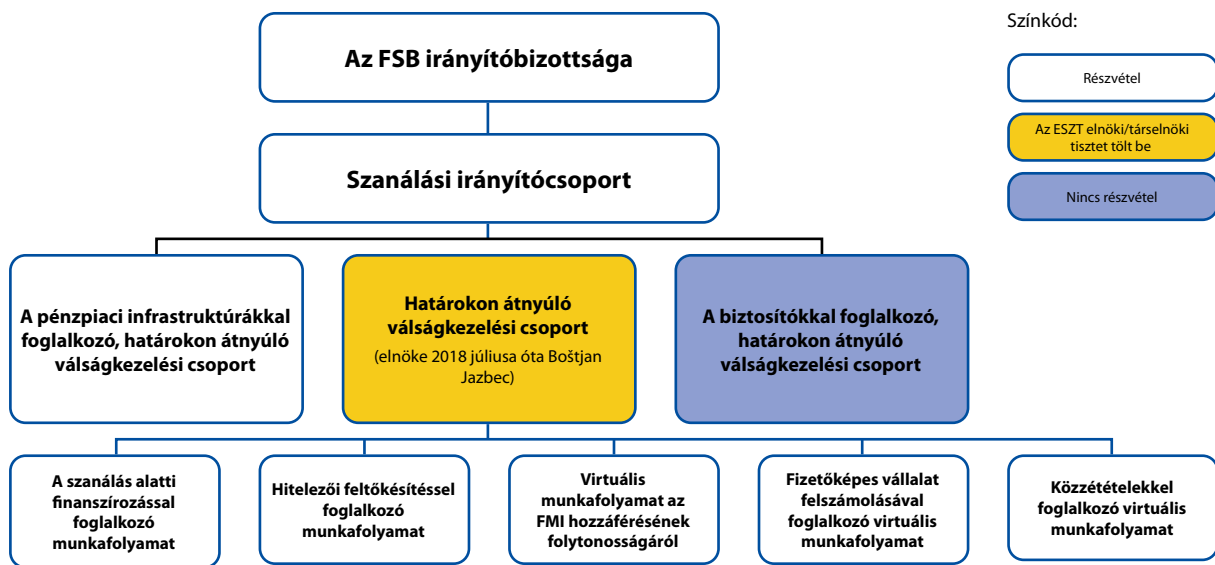 Az FSB irányítóbizottsága
Színkód:
Részvétel
Az ESZT elnöki/társelnöki
tisztet tölt be
Nincs részvétel
Szanálási irányítócsoport
A pénzpiaci infrastruktúrákkal
foglalkozó, határokon átnyúló
válságkezelési csoport
Határokon átnyúló
válságkezelési csoport
(elnöke 2018 júliusa óta Boštjan
Jazbec)
A biztosítókkal foglalkozó,
határokon átnyúló
válságkezelési csoport
A szanálás alatti
finanszírozással
foglalkozó
munkafolyamat
Hitelezői feltőkésítéssel
foglalkozó
munkafolyamat
Virtuális
munkafolyamat az
FMI hozzáférésének
folytonosságáról
Fizetőképes vállalat
felszámolásával
foglalkozó virtuális
munkafolyamat
Közzétételekkel
foglalkozó virtuális
munkafolyamat